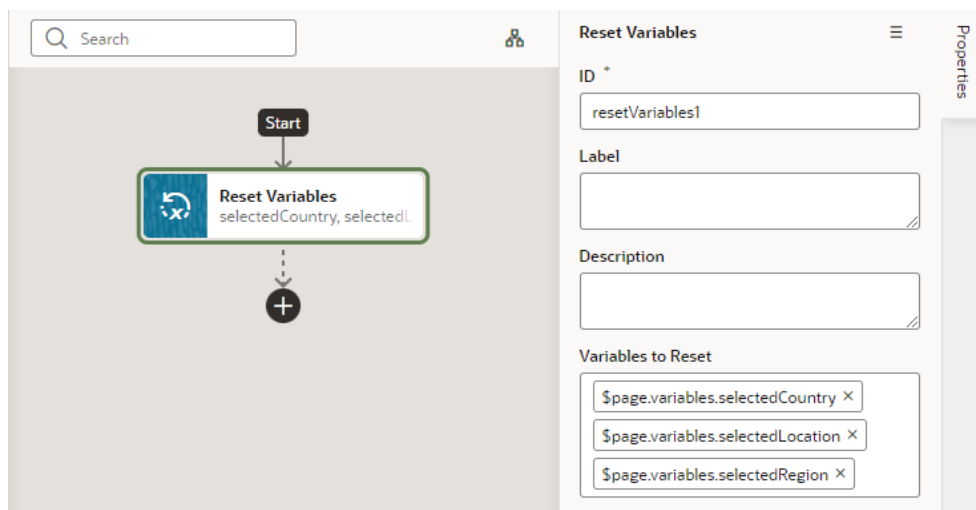 Search
Start
Reset Variables
selectedCountry, selectedL
Reset Variables
ID *
resetVariables1
Label
Description
Variables to Reset
$page.variables.selectedCountry ×
$page.variables.selectedLocation ×
$page.variables.selectedRegion ×
Properties